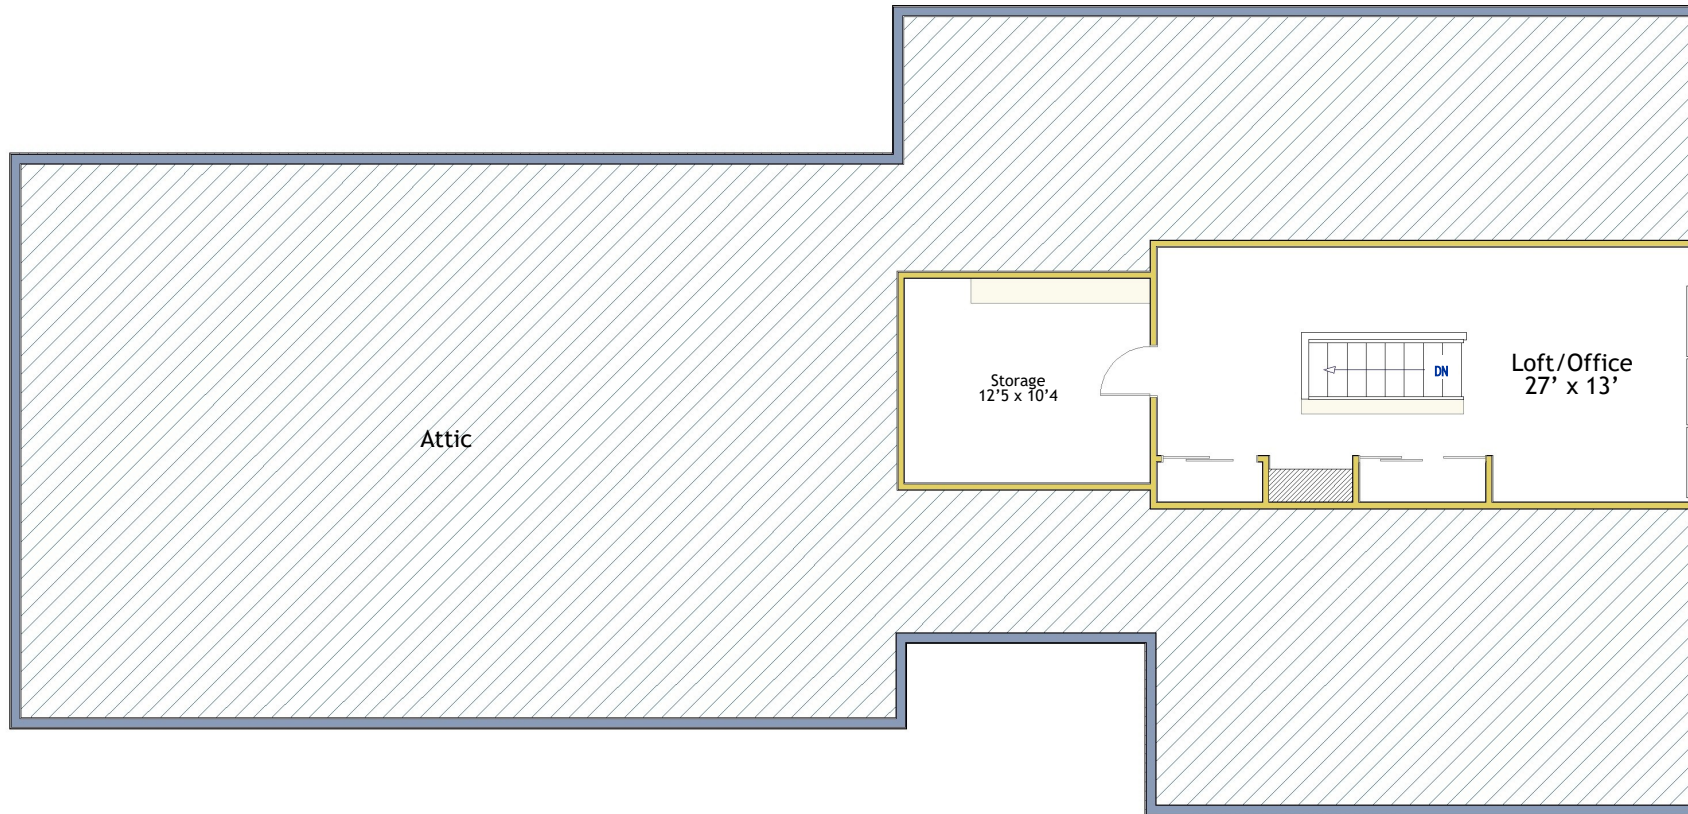 Attic
Storage
12’5 x 10’4
DN
Loft/Office
27’ x 13’